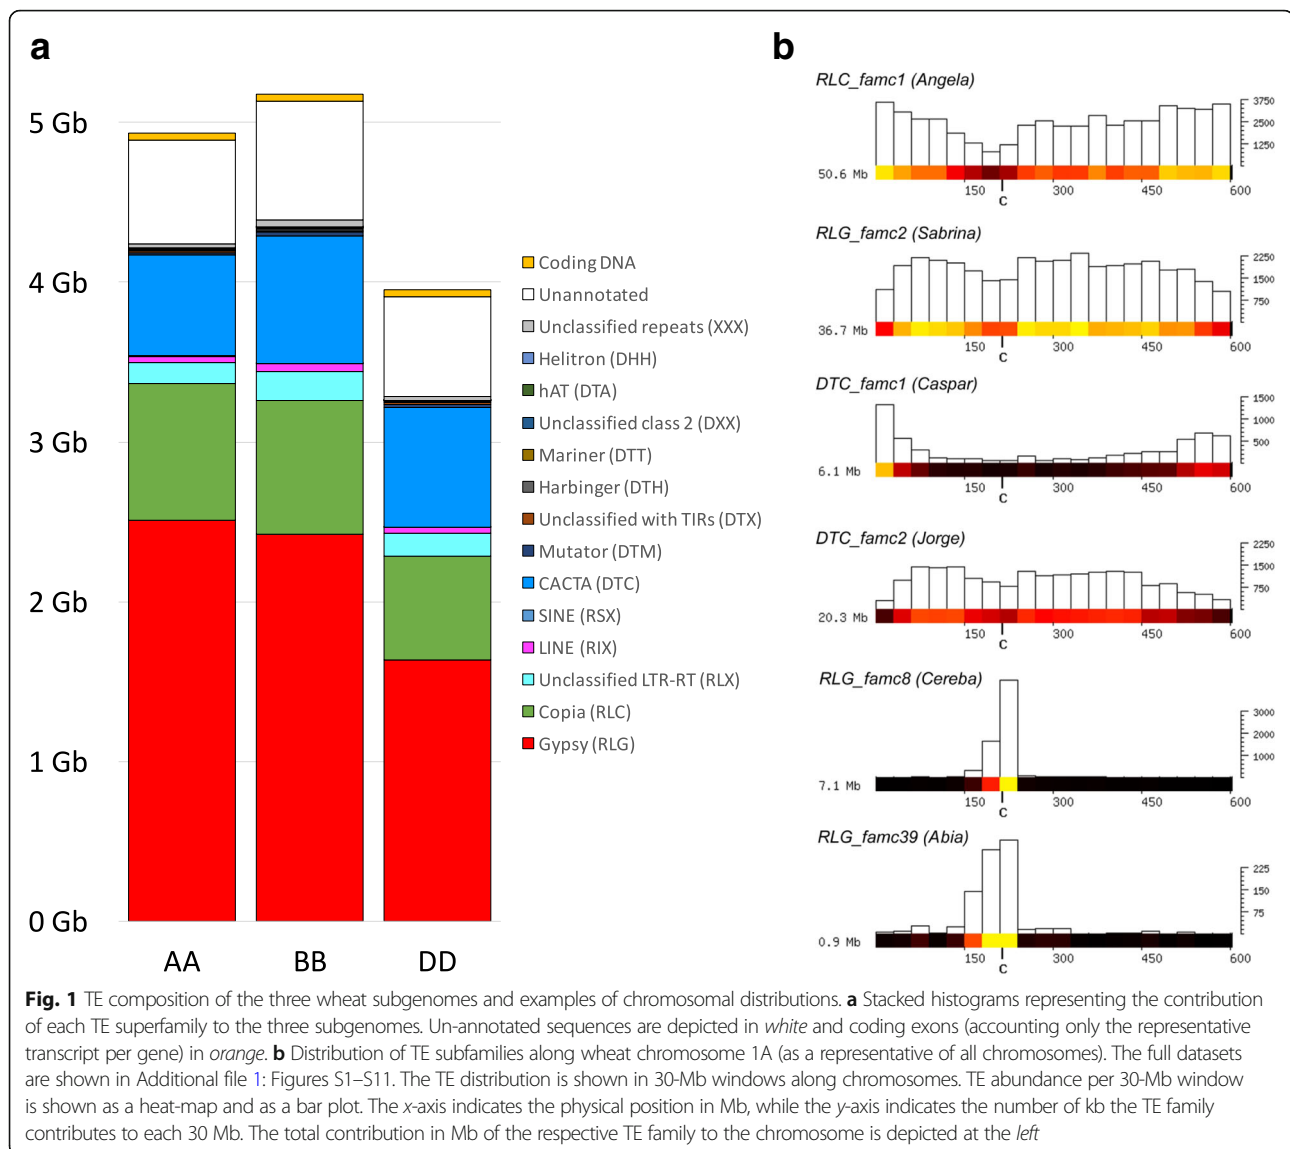 a
5 Gb
4 Gb
3 Gb
2 Gb
1 Gb
0 Gb
AA
BB
DD
Coding DNA
Unannotated
Unclassified repeats (XXX)
Helitron (DHH)
hAT (DTA)
Unclassified class 2 (DXX)
Mariner (DTT)
Harbinger (DTH)
Unclassified with TIRs (DTX)
Mutator (DTM)
CACTA (DTC)
SINE (RSX)
LINE (RIX)
Unclassified LTR-RT (RLX)
Copia (RLC)
Gypsy (RLG)
b
RLC_famc1 (Angela)
3750
2500
1250
50.6 Mb
150 300 450 600
C
RLG_famc2 (Sabrina)
2250
1500
750
36.7 Mb
150 300 450 600
C
DTC_famc1 (Caspar)
1500
1000
500
6.1 Mb
150 300 450 600
C
DTC_famc2 (Jorge)
2250
1500
750
20.3 Mb
150 300 450 600
C
RLG_famc8 (Cereba)
3000
2000
1000
7.1 Mb
150 300 450 600
C
RLG_famc39 (Abia)
225
150
75
0.9 Mb
150 300 450 600
C
Fig. 1 TE composition of the three wheat subgenomes and examples of chromosomal distributions. a Stacked histograms representing the contribution
of each TE superfamily to the three subgenomes. Un-annotated sequences are depicted in white and coding exons (accounting only the representative
transcript per gene) in orange. b Distribution of TE subfamilies along wheat chromosome 1A (as a representative of all chromosomes). The full datasets
are shown in Additional file 1: Figures S1–S11. The TE distribution is shown in 30-Mb windows along chromosomes. TE abundance per 30-Mb window
is shown as a heat-map and as a bar plot. The x-axis indicates the physical position in Mb, while the y-axis indicates the number of kb the TE family
contributes to each 30 Mb. The total contribution in Mb of the respective TE family to the chromosome is depicted at the left